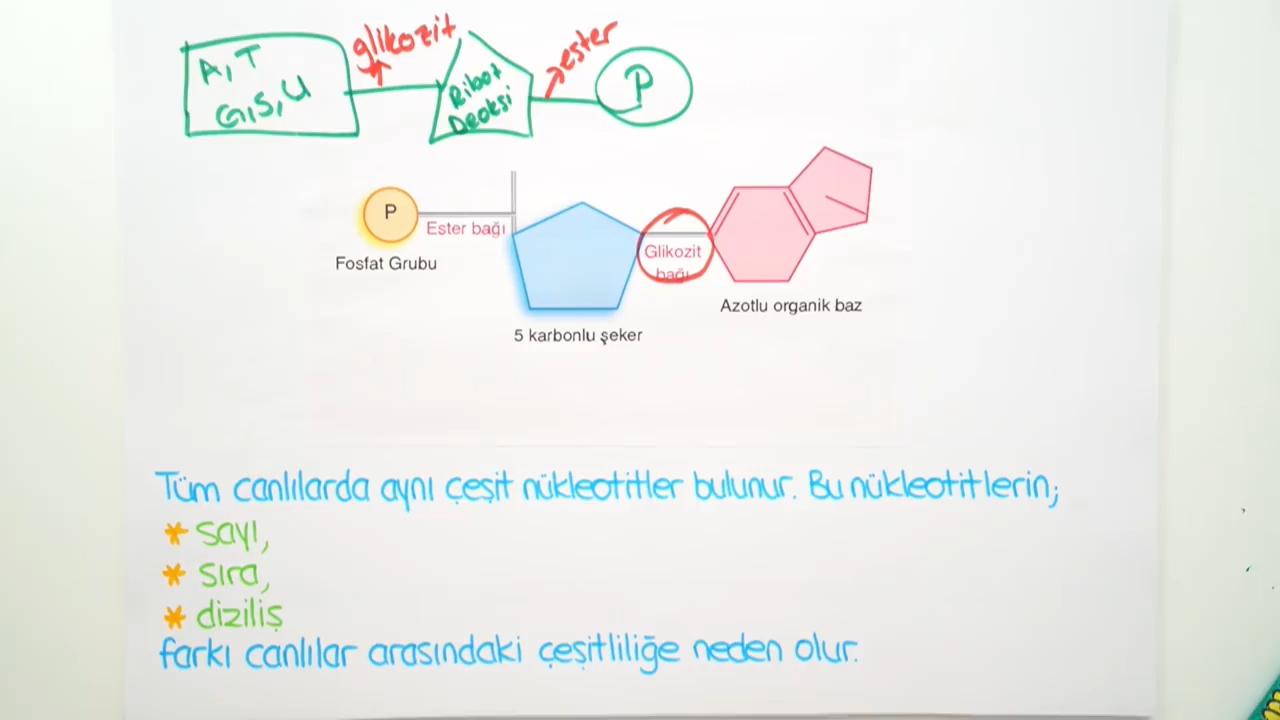 glikozit
ester
A, T
G, S, U
Riboz
Deoksi
P
P
Ester bağı
Fosfat Grubu
Glikozit
bağı
Azotlu organik baz
5 karbonlu şeker
Tüm canlılarda aynı çeşit nükleotitler bulunur. Bu nükleotitlerin;
* sayı,
* sıra,
* diziliş
farkı canlılar arasındaki çeşitliliğe neden olur.